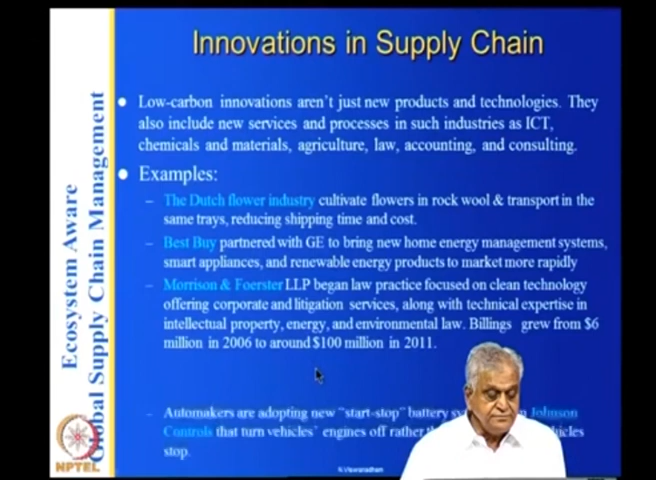 Innovations in Supply Chain
Low-carbon innovations aren't just new products and technologies. They
also include new services and processes in such industries as ICT,
chemicals and materials, agriculture, law, accounting, and consulting.
Examples:
– The Dutch flower industry cultivate flowers in rock wool & transport in the
same trays, reducing shipping time and cost.
– Best Buy partnered with GE to bring new home energy management systems,
smart appliances, and renewable energy products to market more rapidly
– Morrison & Foerster LLP began law practice focused on clean technology
offering corporate and litigation services, along with technical expertise in
intellectual property, energy, and environmental law. Billings grew from $6
million in 2006 to around $100 million in 2011.
– Automakers are adopting new "start-stop" battery Johnson
Controls that turn vehicles' engines off rather
stop.
Ecosystem Aware
Global Supply Chain Management
NPTEL
N.Viswanadham